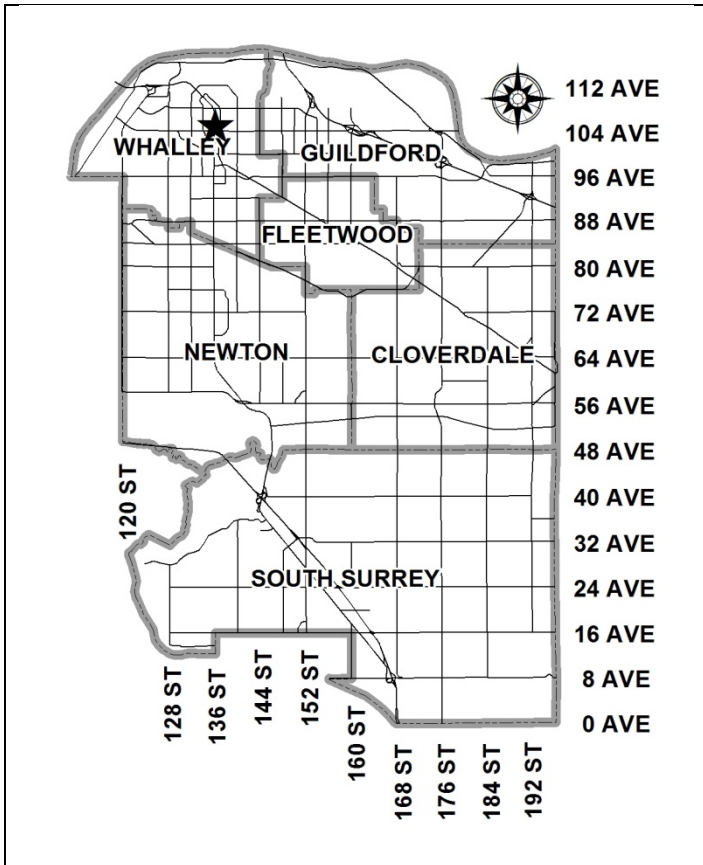 112 AVE
104 AVE
WHALLEY
GUILDFORD
96 AVE
88 AVE
FLEETWOOD
80 AVE
72 AVE
NEWTON
CLOVERDALE
64 AVE
56 AVE
48 AVE
120 ST
40 AVE
32 AVE
SOUTH SURREY
24 AVE
16 AVE
8 AVE
0 AVE
128 ST
136 ST
144 ST
152 ST
160 ST
168 ST
176 ST
184 ST
192 ST